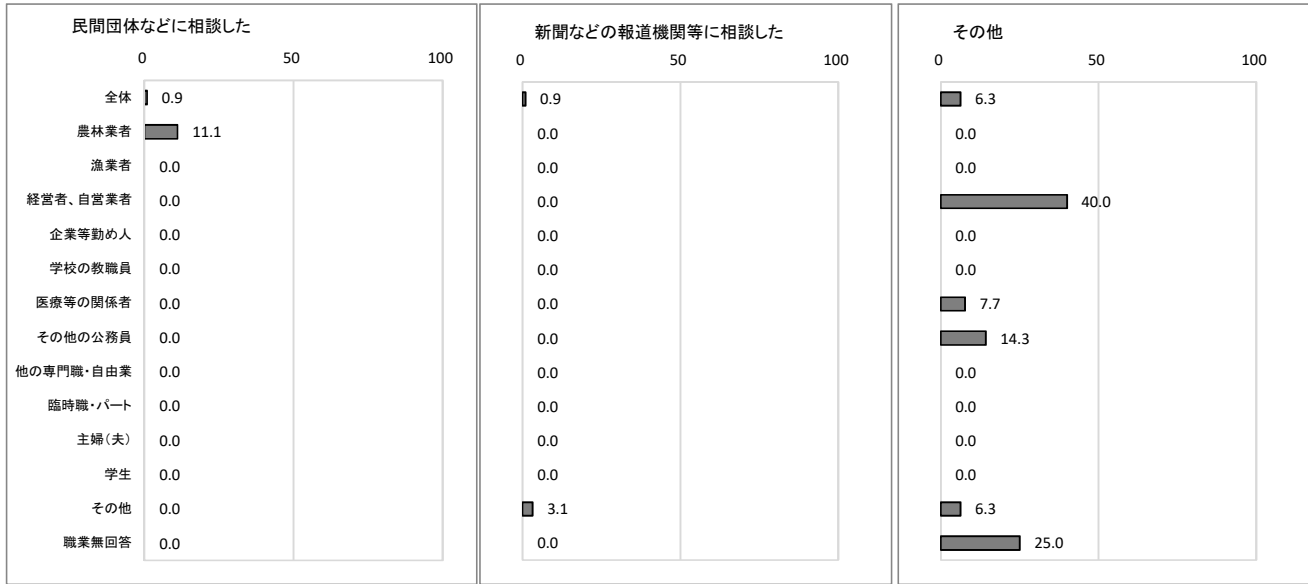 民間団体などに相談した
0 50 100
全体 0.9
農林業者 11.1
漁業者 0.0
経営者、自営業者 0.0
企業等勤め人 0.0
学校の教職員 0.0
医療等の関係者 0.0
その他の公務員 0.0
他の専門職・自由業 0.0
臨時職・パート 0.0
主婦(夫) 0.0
学生 0.0
その他 0.0
職業無回答 0.0
新聞などの報道機関等に相談した
0 50 100
0.9
0.0
0.0
0.0
0.0
0.0
0.0
0.0
0.0
0.0
0.0
0.0
3.1
0.0
その他
0 50 100
6.3
0.0
0.0
40.0
0.0
0.0
7.7
14.3
0.0
0.0
0.0
0.0
6.3
25.0